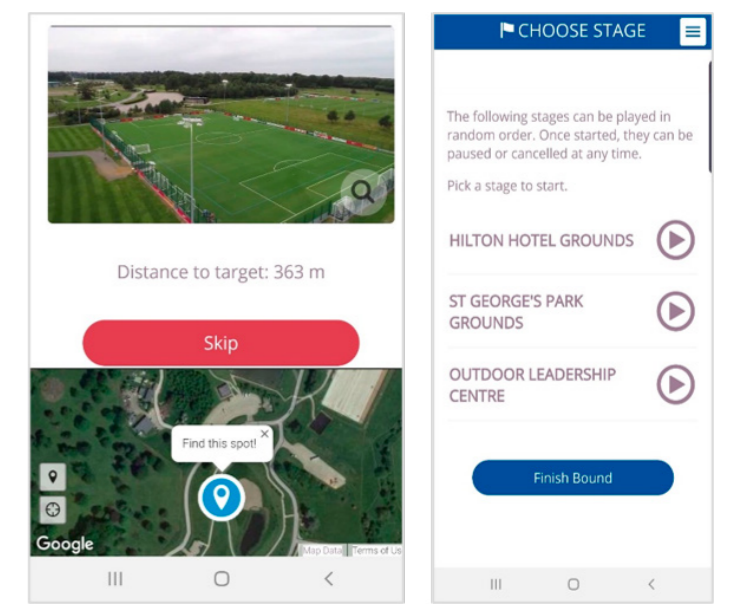 Distance to target: 363 m
Skip
Find this spot!
Google
Map Data
Terms of Us
CHOOSE STAGE
The following stages can be played in
random order. Once started, they can be
paused or cancelled at any time.
Pick a stage to start.
HILTON HOTEL GROUNDS
ST GEORGE'S PARK
GROUNDS
OUTDOOR LEADERSHIP
CENTRE
Finish Bound